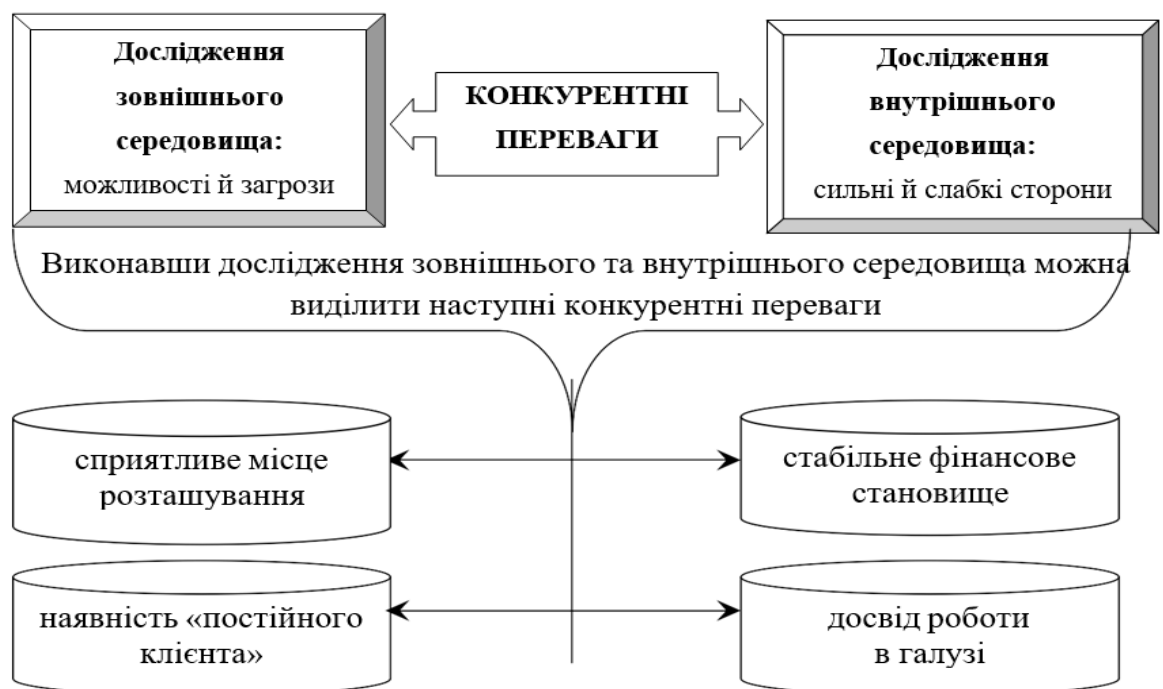 Дослідження
зовнішнього
середовища:
можливості й загрози
КОНКУРЕНТНІ
ПЕРЕВАГИ
Дослідження
внутрішнього
середовища:
сильні й слабкі сторони
Виконавши дослідження зовнішнього та внутрішнього середовища можна
виділити наступні конкурентні переваги
сприятливе місце
розташування
стабільне фінансове
становище
наявність «постійного
клієнта»
досвід роботи
в галузі